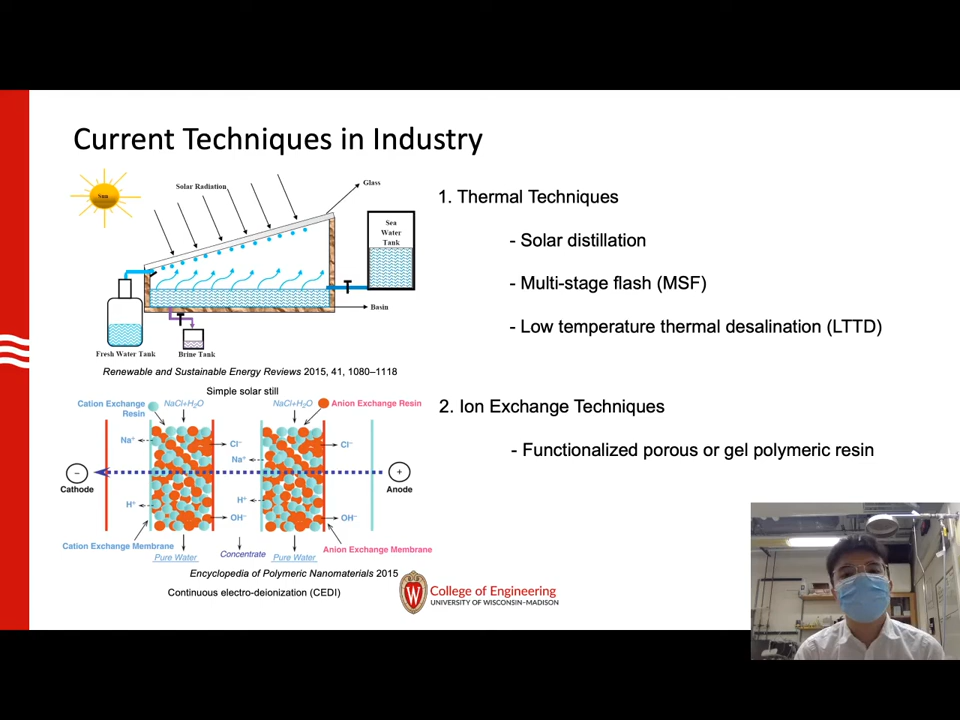 Current Techniques in Industry
Sun
Solar Radiation
Glass
Sea
Water
Tank
Basin
Fresh Water Tank
Brine Tank
Renewable and Sustainable Energy Reviews 2015, 41, 1080–1118
Simple solar still
1. Thermal Techniques
- Solar distillation
- Multi-stage flash (MSF)
- Low temperature thermal desalination (LTTD)
2. Ion Exchange Techniques
- Functionalized porous or gel polymeric resin
Cation Exchange
Resin
NaCl+H₂O
NaCl+H₂O
Anion Exchange Resin
Na⁺
Cl⁻
Na⁺
Cl⁻
−
Cathode
+
Anode
H⁺
OH⁻
H⁺
OH⁻
Cation Exchange Membrane
Pure Water
Concentrate
Pure Water
Anion Exchange Membrane
Encyclopedia of Polymeric Nanomaterials 2015
Continuous electro-deionization (CEDI)
W
College of Engineering
UNIVERSITY OF WISCONSIN-MADISON